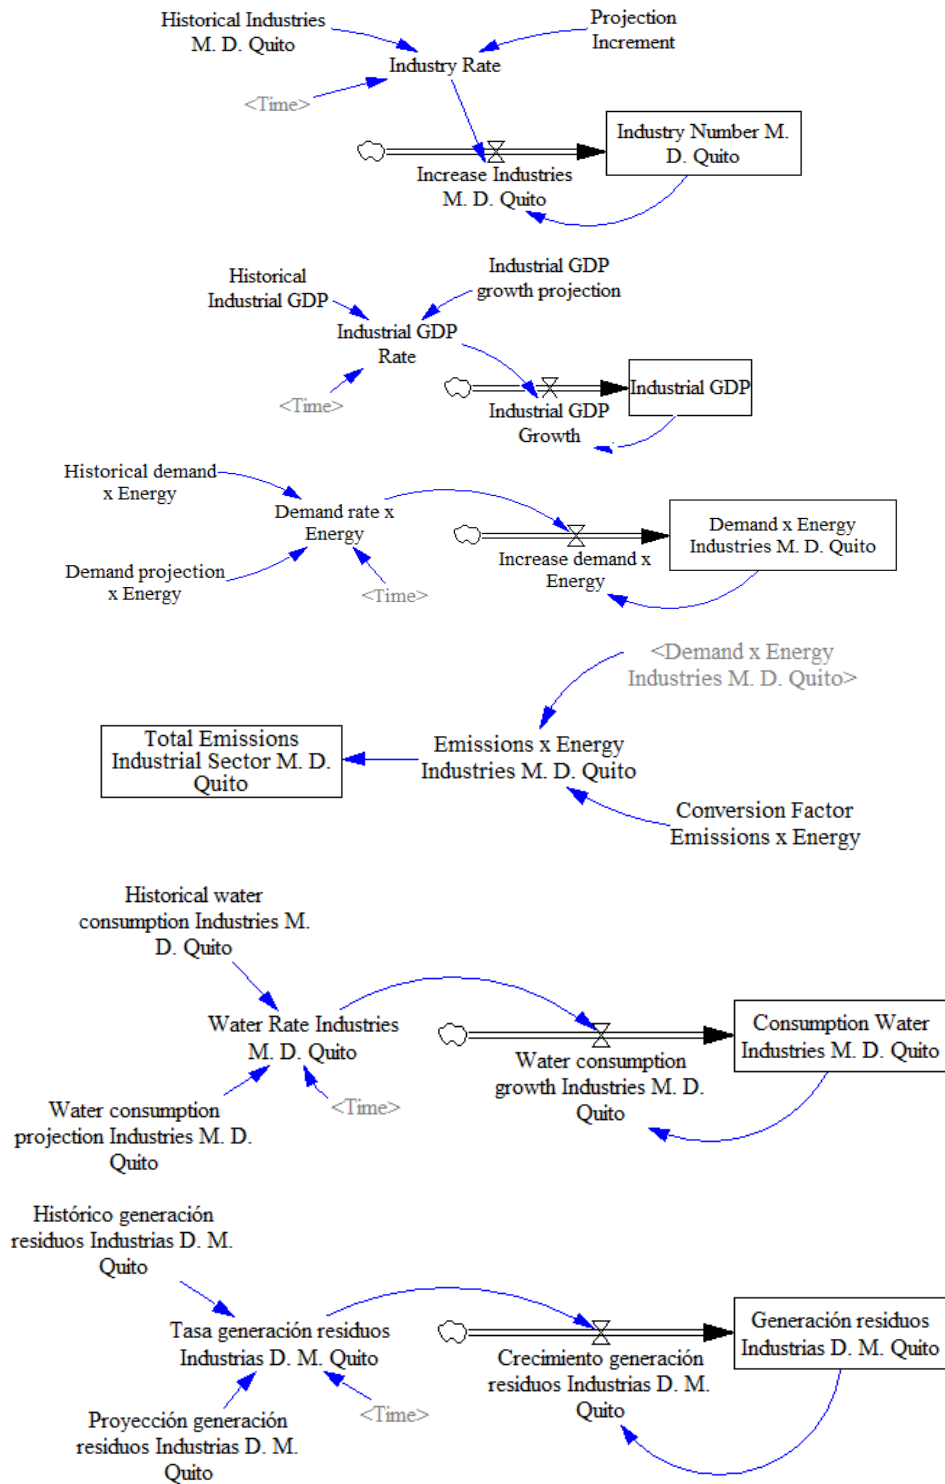 Historical Industries
M. D. Quito
Projection
Increment
Industry Rate
<Time>
Industry Number M.
D. Quito
Increase Industries
M. D. Quito
Historical
Industrial GDP
Industrial GDP
growth projection
Industrial GDP
Rate
<Time>
Industrial GDP
Industrial GDP
Growth
Historical demand
x Energy
Demand rate x
Energy
Demand x Energy
Industries M. D. Quito
Increase demand x
Energy
Demand projection
x Energy
<Time>
<Demand x Energy
Industries M. D. Quito>
Total Emissions
Industrial Sector M. D.
Quito
Emissions x Energy
Industries M. D. Quito
Conversion Factor
Emissions x Energy
Historical water
consumption Industries M.
D. Quito
Water Rate Industries
M. D. Quito
Consumption Water
Industries M. D. Quito
Water consumption
growth Industries M. D.
Quito
<Time>
Water consumption
projection Industries M. D.
Quito
Histórico generación
residuos Industrias D. M.
Quito
Tasa generación residuos
Industrias D. M. Quito
Generación residuos
Industrias D. M. Quito
Crecimiento generación
residuos Industrias D. M.
Quito
<Time>
Proyección generación
residuos Industrias D. M.
Quito